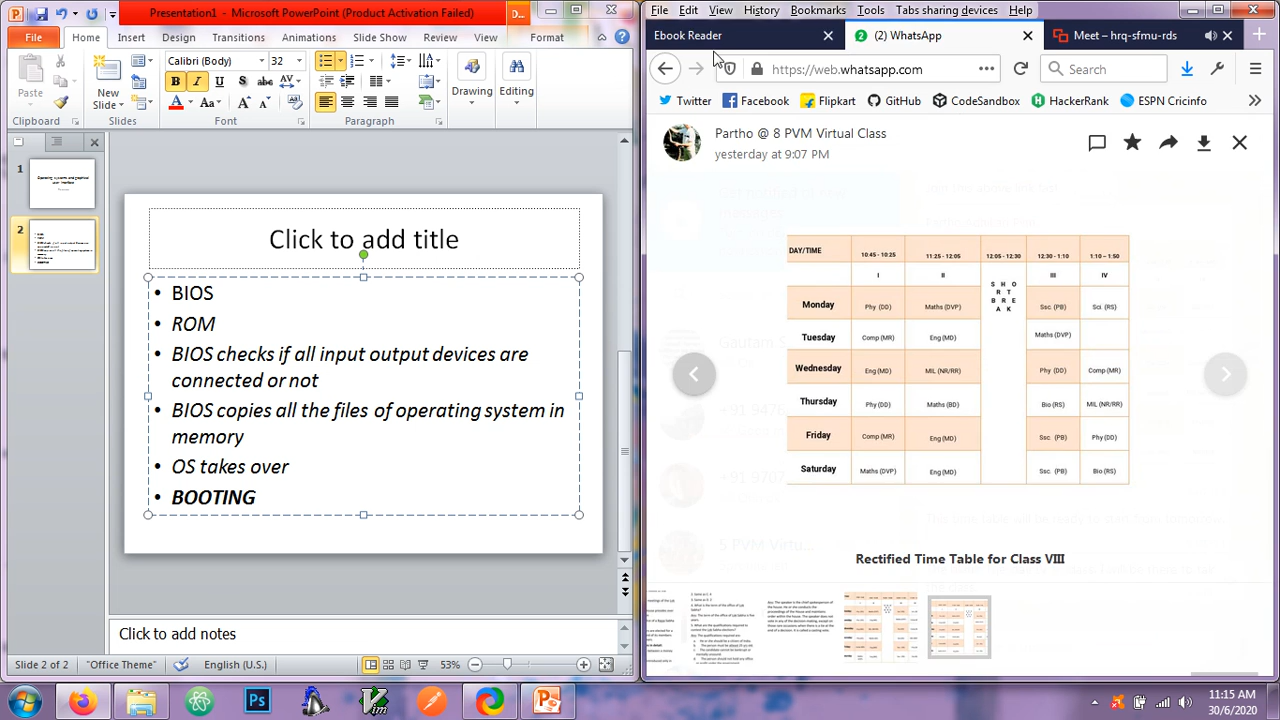 Presentation1 - Microsoft PowerPoint (Product Activation Failed)
D...
File Home Insert Design Transitions Animations Slide Show Review View Format
Calibri (Body) 32
Paste
New
Slide
Drawing
Editing
Clipboard Slides Font Paragraph
1
2
Click to add title
• BIOS
• ROM
• BIOS checks if all input output devices are
connected or not
• BIOS copies all the files of operating system in
memory
• OS takes over
• BOOTING
Click to add notes
of 2
File Edit View History Bookmarks Tools Tabs sharing devices Help
Ebook Reader
(2) WhatsApp
Meet – hrq-sfmu-rds
https://web.whatsapp.com
Search
Twitter Facebook Flipkart GitHub CodeSandbox HackerRank ESPN Cricinfo
Partho @ 8 PVM Virtual Class
yesterday at 9:07 PM
DAY/TIME 10:45 - 10:25 11:25 - 12:05 12:05 - 12:30 12:30 - 1:10 1:10 – 1:50
I II SHORT BREAK III IV
Monday Phy (DD) Maths (DVP) Ssc. (PB) Sci. (RS)
Tuesday Comp (MR) Eng (MD) Maths (DVP)
Wednesday Eng (MD) MIL (NR/RR) Phy (DD) Comp (MR)
Thursday Phy (DD) Maths (BD) Bio (RS) MIL (NR/RR)
Friday Comp (MR) Eng (MD) Ssc. (PB) Phy (DD)
Saturday Maths (DVP) Eng (MD) Ssc. (PB) Bio (RS)
Rectified Time Table for Class VIII
11:15 AM
30/6/2020